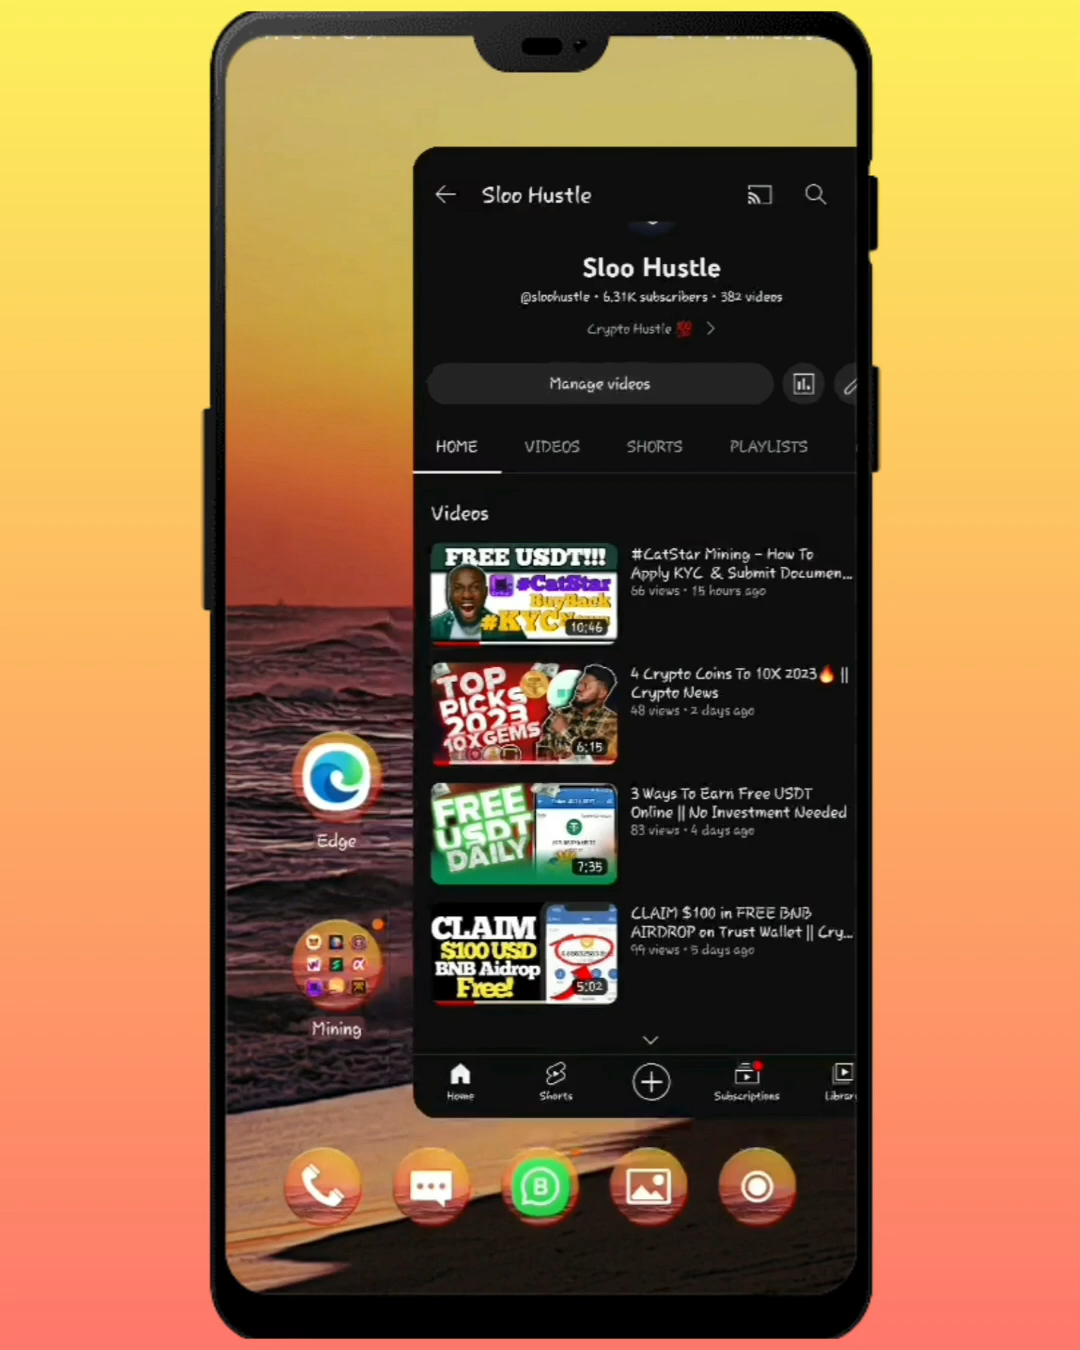 Sloo Hustle
Sloo Hustle
@sloohustle • 6.31K subscribers • 382 videos
Crypto Hustle 💯
Manage videos
HOME
VIDEOS
SHORTS
PLAYLISTS
Videos
FREE USDT!!!
#CatStar
BuyBack
#KYC
10:46
#CatStar Mining - How To
Apply KYC & Submit Documen...
66 views • 15 hours ago
TOP
PICKS
2023
10X GEMS
6:15
4 Crypto Coins To 10X 2023🔥 ||
Crypto News
48 views • 2 days ago
FREE
USDT
DAILY
7:35
3 Ways To Earn Free USDT
Online || No Investment Needed
83 views • 4 days ago
CLAIM
$100 USD
BNB Aidrop
Free!
5:02
CLAIM $100 in FREE BNB
AIRDROP on Trust Wallet || Cry...
99 views • 5 days ago
Edge
Mining
Home
Shorts
Subscriptions
Library
B